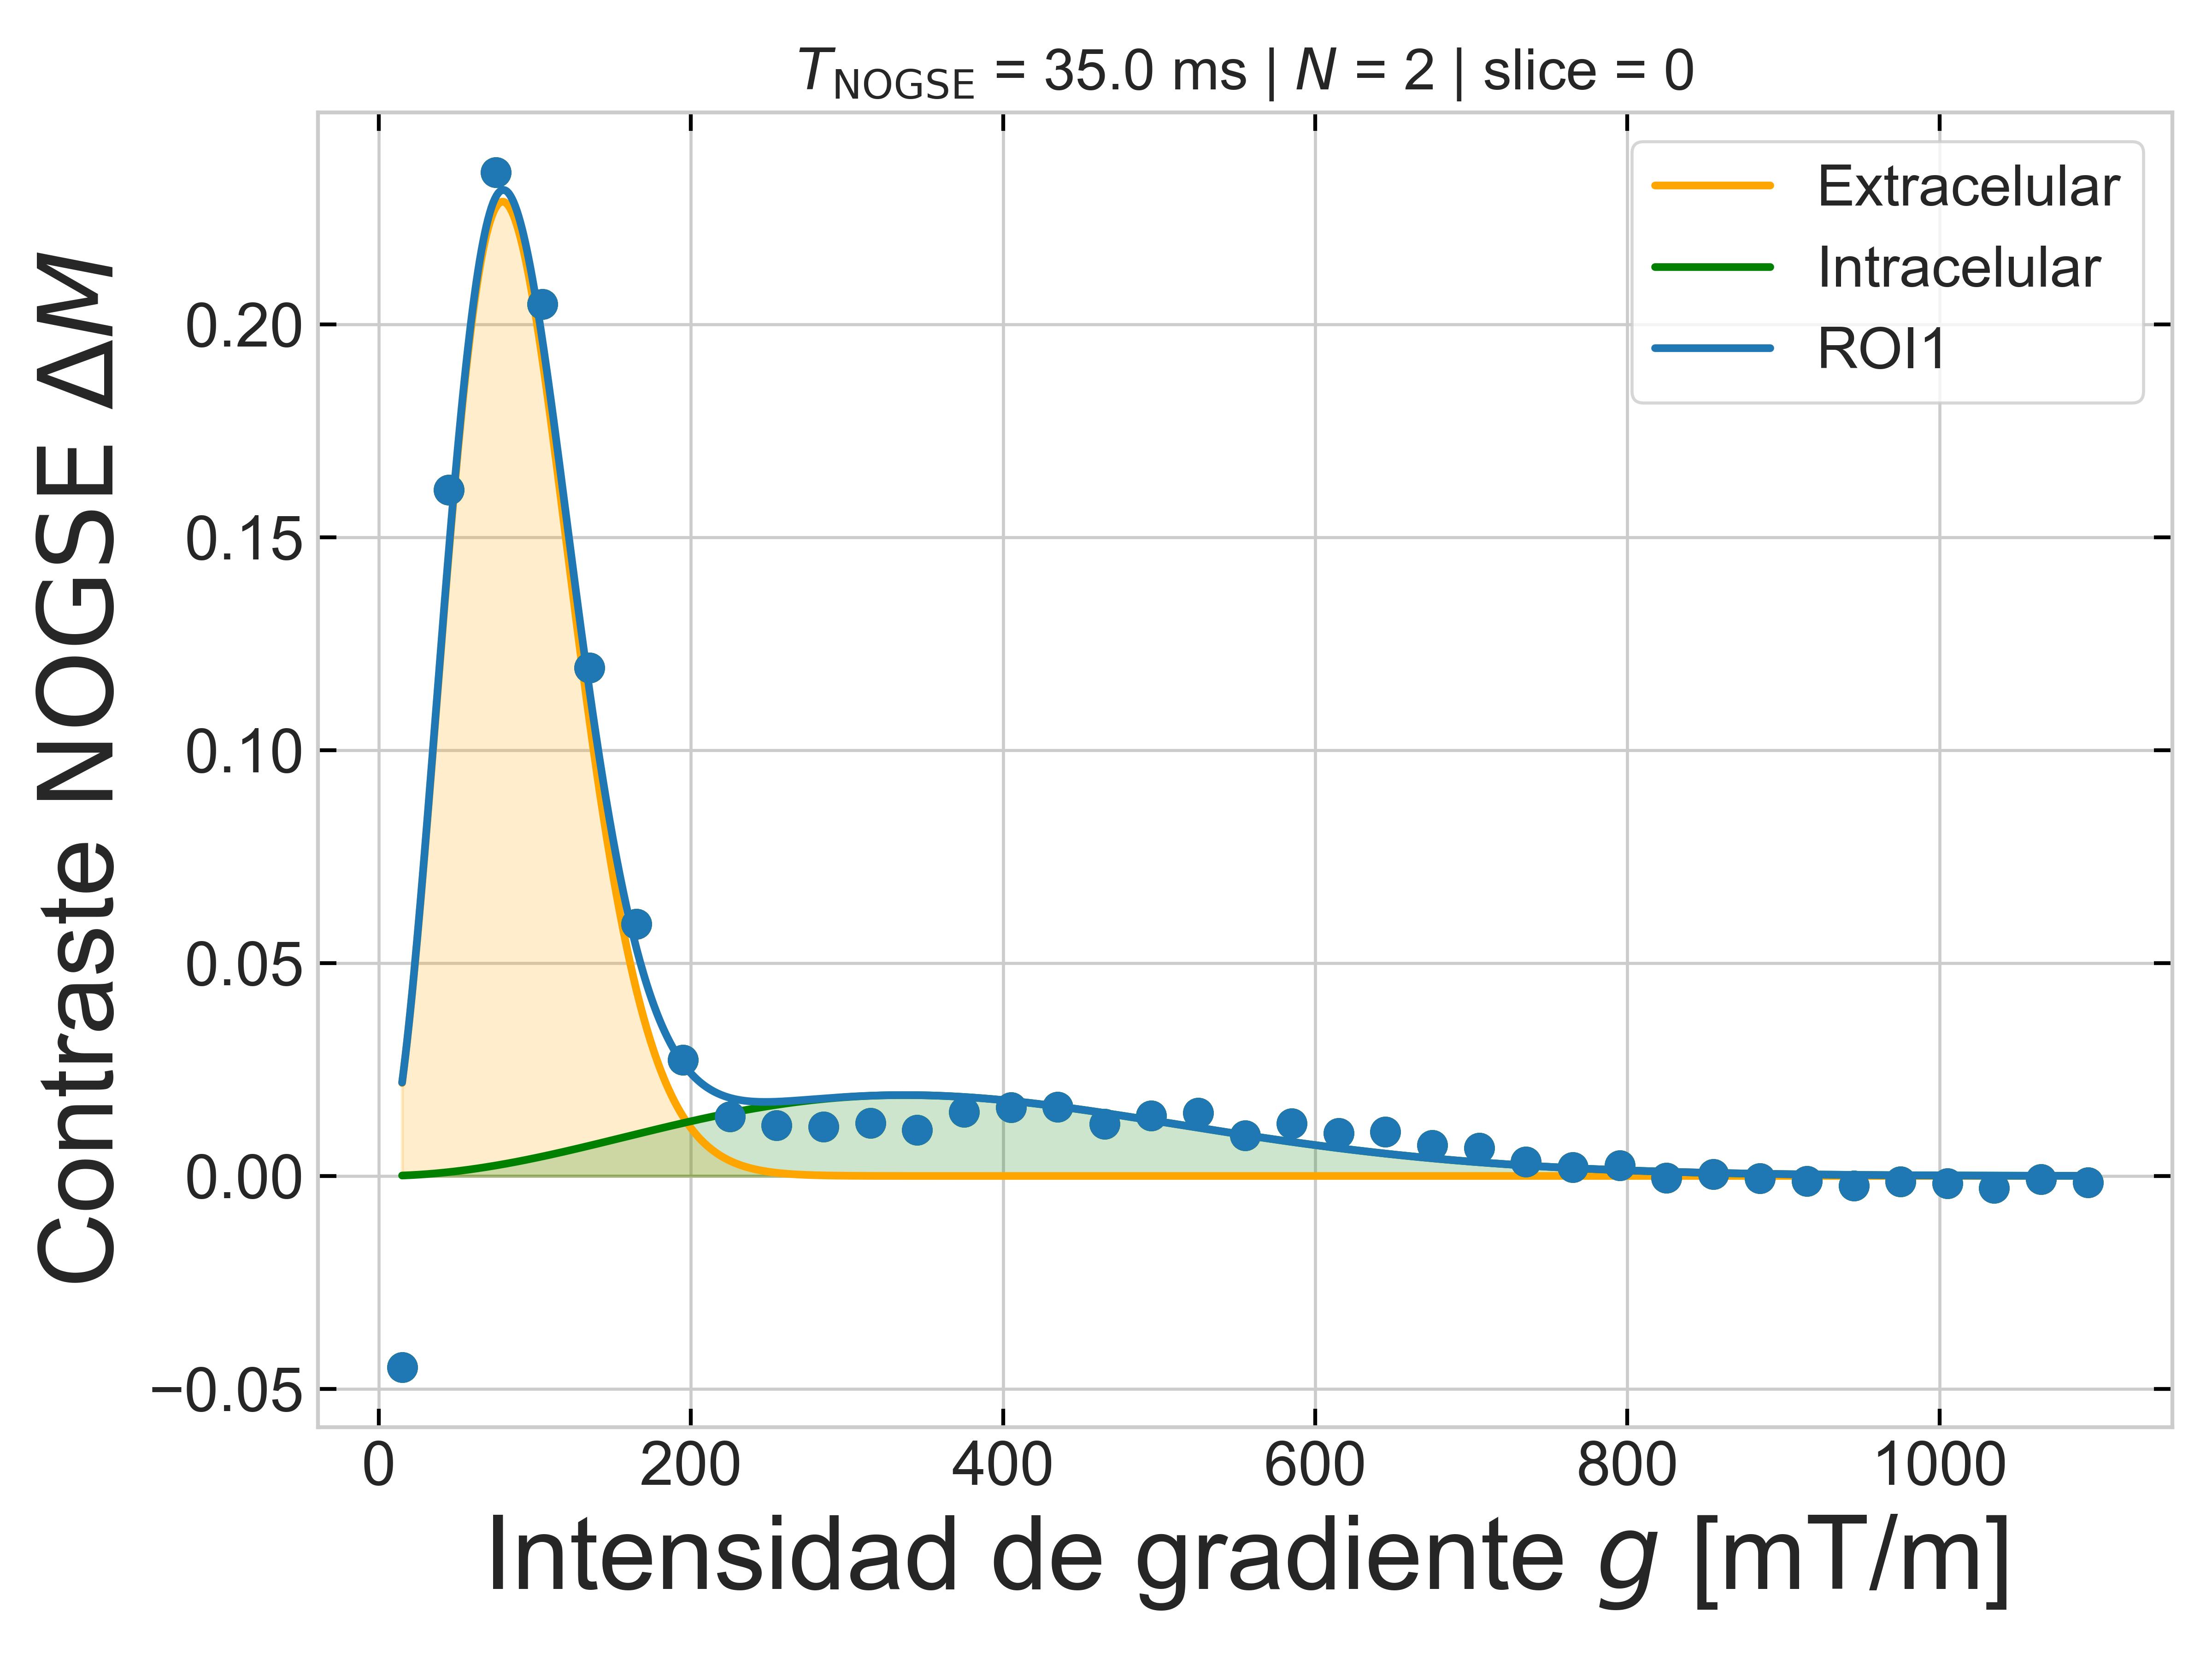 T_NOGSE = 35.0 ms | N = 2 | slice = 0
Extracelular
Intracelular
ROI1
Contraste NOGSE ΔM
0.20
0.15
0.10
0.05
0.00
−0.05
0 200 400 600 800 1000
Intensidad de gradiente g [mT/m]